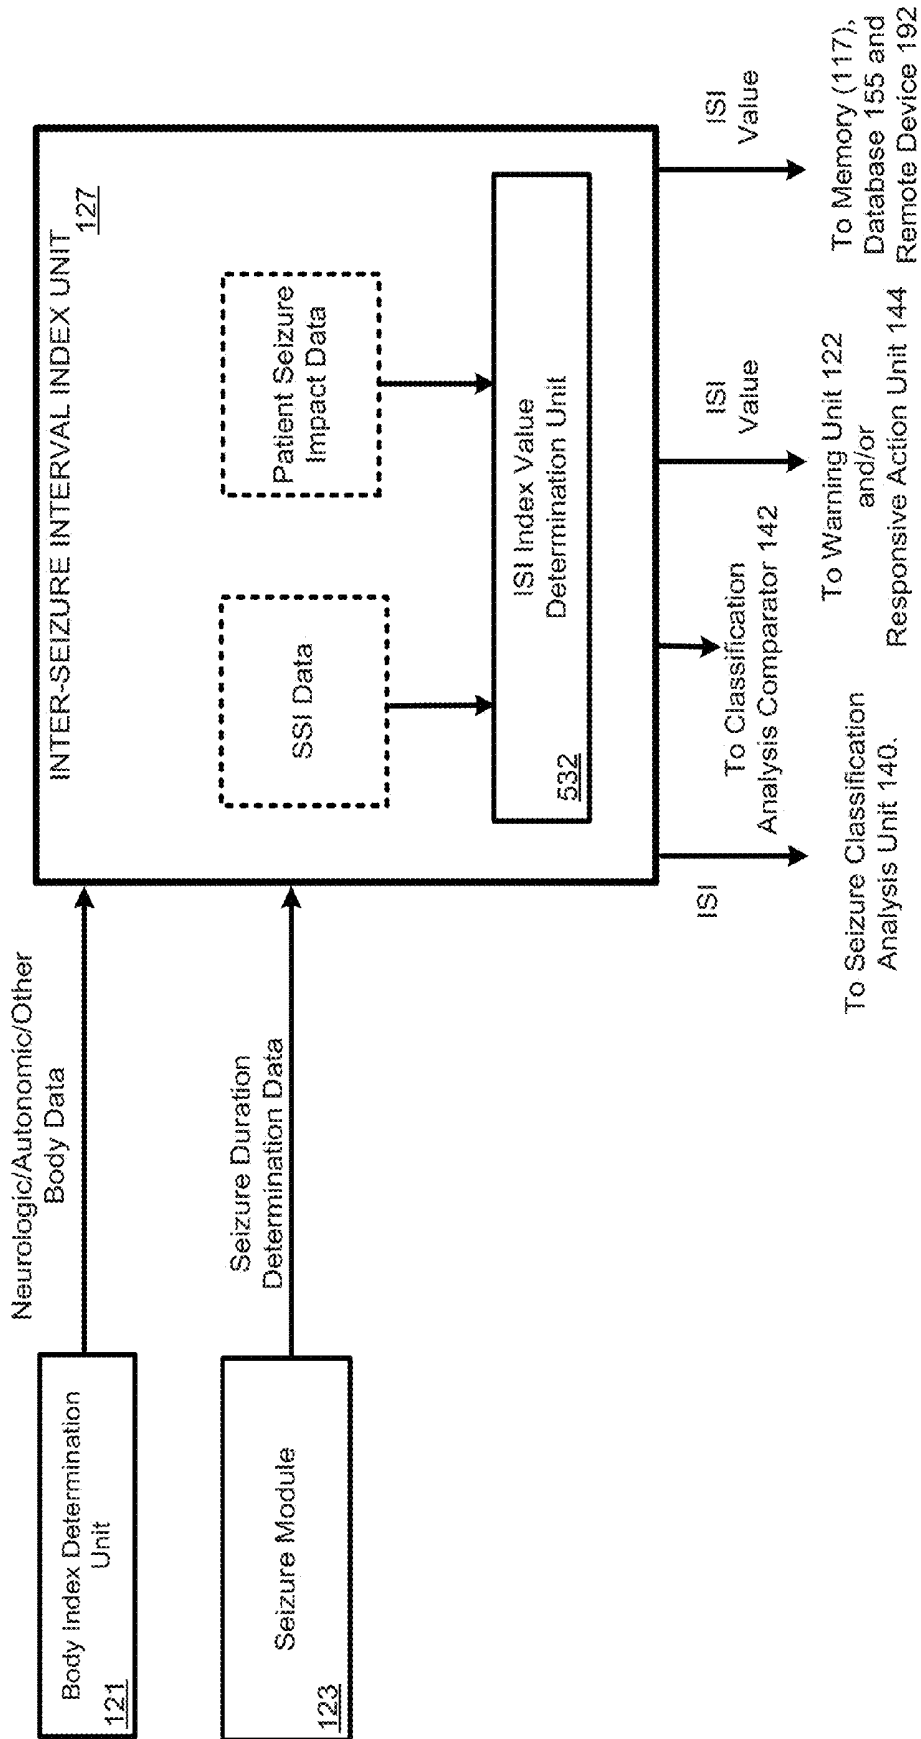 Body Index Determination
Unit
121
Seizure Module
123
Neurologic/Autonomic/Other
Body Data
Seizure Duration
Determination Data
INTER-SEIZURE INTERVAL INDEX UNIT
127
SSI Data
Patient Seizure
Impact Data
ISI Index Value
Determination Unit
532
ISI
To Seizure Classification
Analysis Unit 140.
To Classification
Analysis Comparator 142
ISI
Value
To Warning Unit 122
and/or
Responsive Action Unit 144
ISI
Value
To Memory (117),
Database 155 and
Remote Device 192